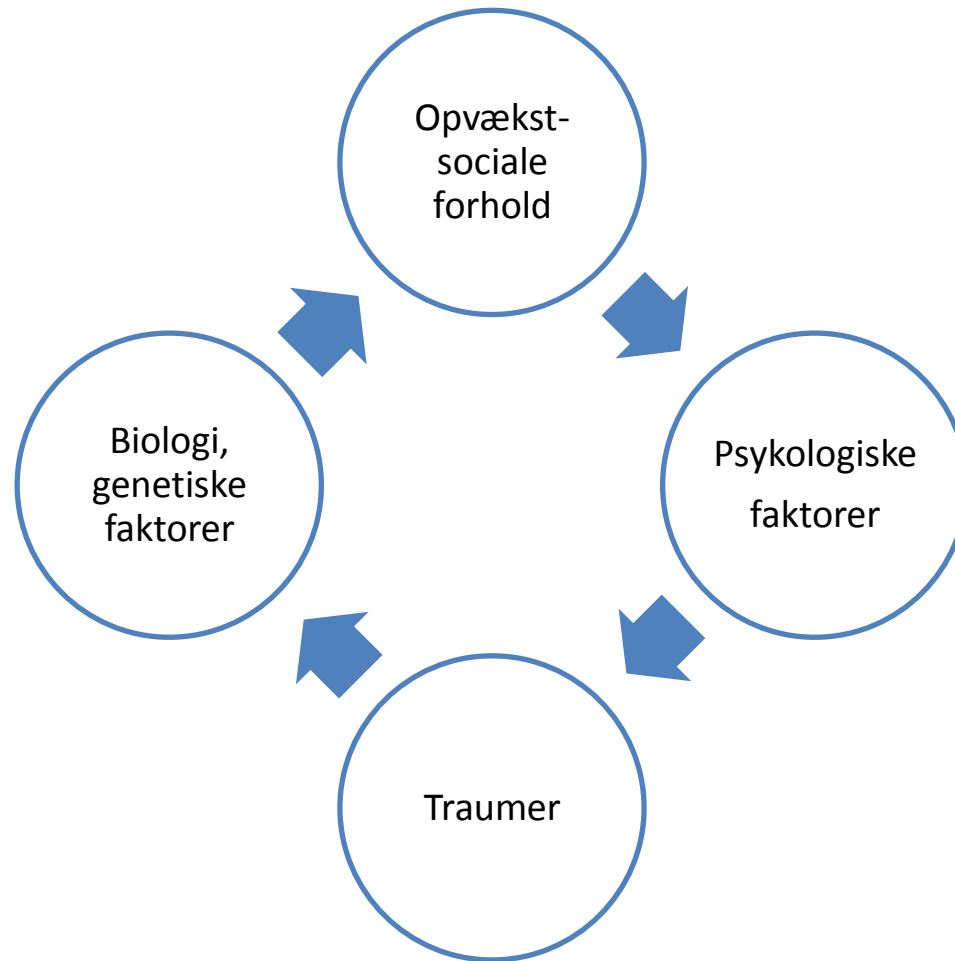 Opvækst-
sociale
forhold
Biologi,
genetiske
faktorer
Psykologiske
faktorer
Traumer